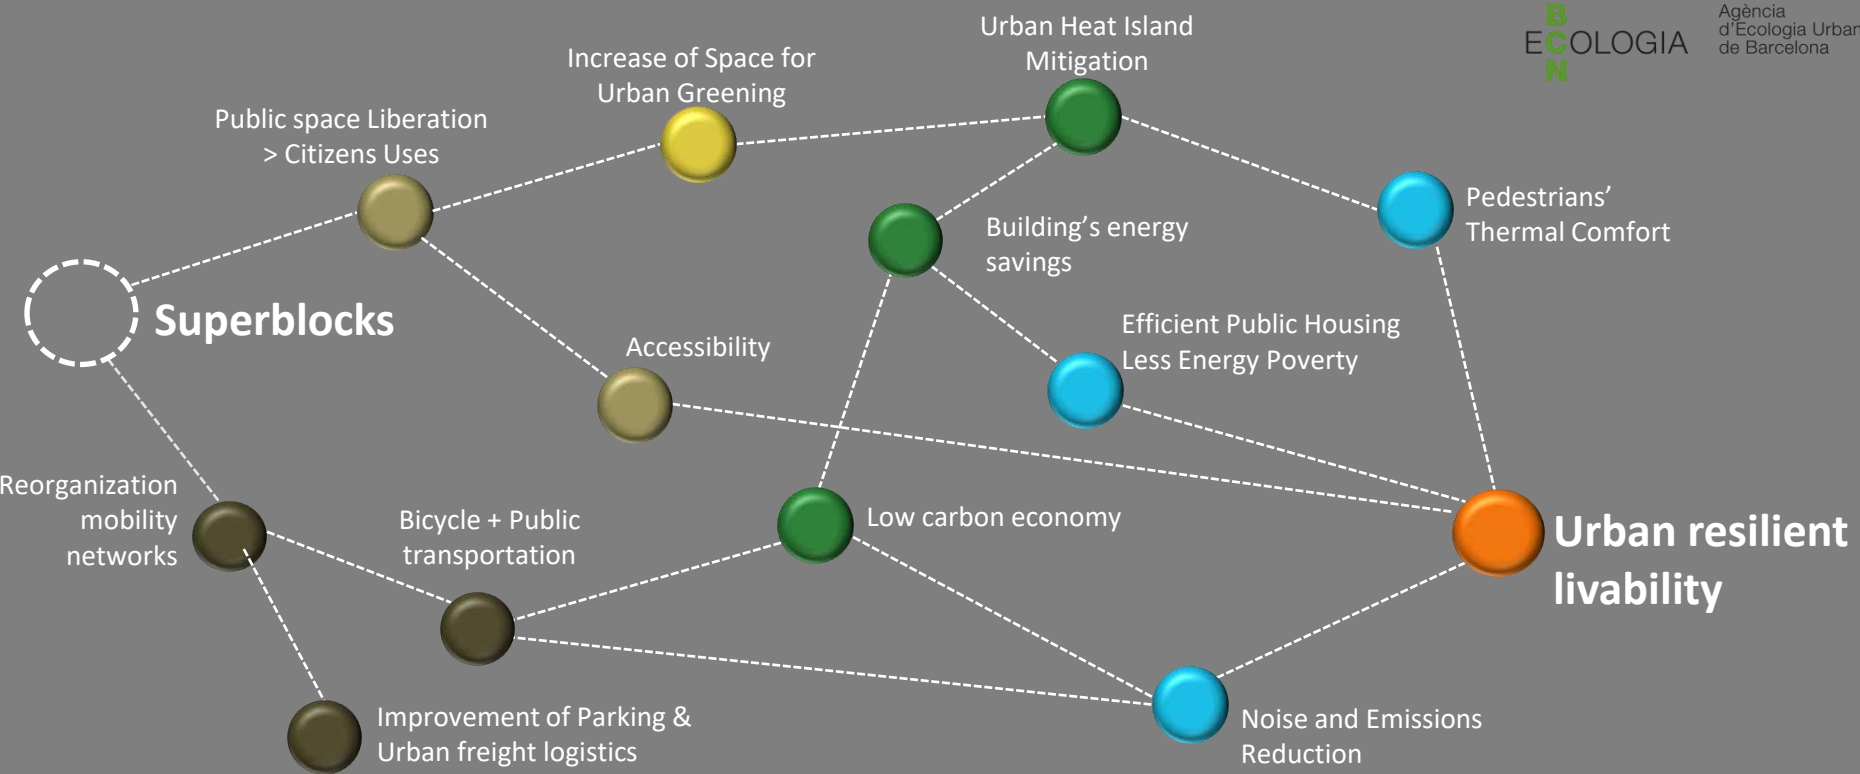 Urban Heat Island
Mitigation
BCN
ECOLOGIA
Agència
d'Ecologia Urban
de Barcelona
Increase of Space for
Urban Greening
Public space Liberation
> Citizens Uses
Pedestrians’
Thermal Comfort
Building’s energy
savings
Superblocks
Efficient Public Housing
Less Energy Poverty
Accessibility
Reorganization
mobility
networks
Bicycle + Public
transportation
Low carbon economy
Urban resilient
livability
Improvement of Parking &
Urban freight logistics
Noise and Emissions
Reduction